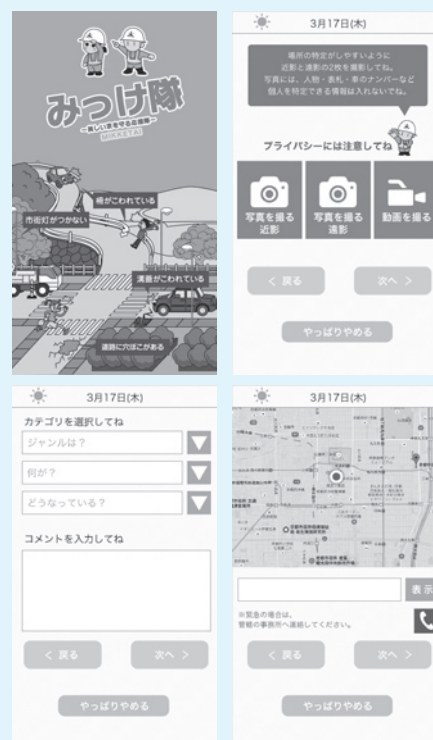 みっけ隊
~美しいまちを守る応援隊~
MIKKETAI
柵がこわれている
市街灯がつかない
溝蓋がこわれている
道路に穴ぼこがある
3月17日(木)
場所の特定がしやすいように
近影と遠影の2枚を撮影してね。
写真には、人物・表札・車のナンバーなど
個人を特定できる情報は入れないでね。
プライバシーには注意してね
写真を撮る
近影
写真を撮る
遠影
動画を撮る
< 戻る
次へ >
やっぱりやめる
3月17日(木)
カテゴリを選択してね
ジャンルは?
何が?
どうなっている?
コメントを入力してね
< 戻る
次へ >
やっぱりやめる
3月17日(木)
表示
※緊急の場合は、
管轄の事務所へ連絡してください。
< 戻る
次へ >
やっぱりやめる